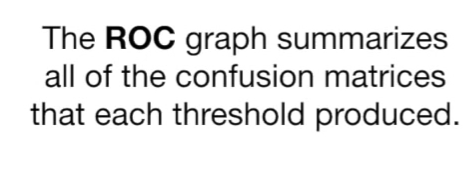 The ROC graph summarizes
all of the confusion matrices
that each threshold produced.